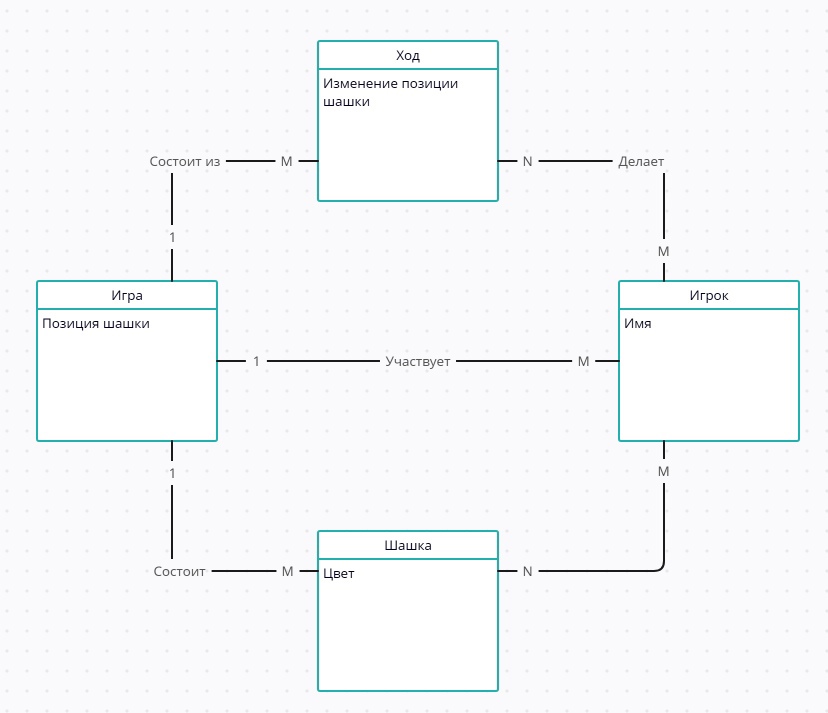 Ход
Изменение позиции
шашки
Состоит из
M
N
Делает
1
M
Игра
Позиция шашки
Игрок
Имя
1
Участвует
M
1
M
Шашка
Состоит
M
Цвет
N